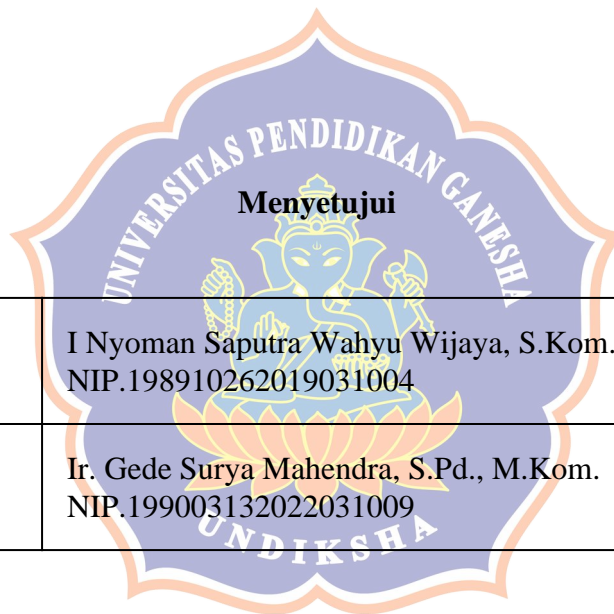 UNIVERSITAS PENDIDIKAN GANESHA
Menyetujui
I Nyoman Saputra Wahyu Wijaya, S.Kom.
NIP.198910262019031004
Ir. Gede Surya Mahendra, S.Pd., M.Kom.
NIP.199003132022031009
UNDIKSHA